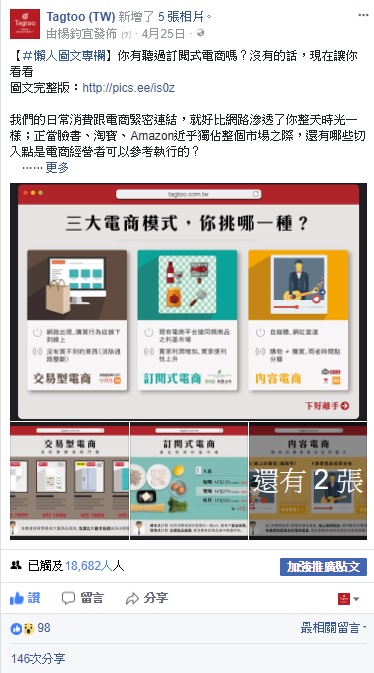 Tagtoo (TW) 新增了 5 張相片。
由楊鈞宜發佈 [?] · 4月25日 ·
【#懶人圖文專欄】你有聽過訂閱式電商嗎？沒有的話，現在讓你
看看
圖文完整版：http://pics.ee/is0z
我們的日常消費跟電商緊密連結，就好比網路滲透了你整天時光一
樣；正當臉書、淘寶、Amazon近乎獨佔整個市場之際，還有哪些切
入點是電商經營者可以參考執行的？
……更多
tagtoo.com.tw
三大電商模式，你挑哪一種？
網路出現，購買行為從線下
到線上
沒有買不到的東西(消除通
路壟斷)
交易型電商
現有電商平台搶同類商品
之利基市場
賣家利潤增加，買家便利
性上升
訂閱式電商
自媒體，網紅當道
購物 ≠ 購買，兩者時間點
分離
內容電商
下好離手
交易型電商
訂閱式電商
內容電商
還有 2 張
已觸及18,682人人
加強推廣貼文
讚
留言
分享
98
最相關留言
146次分享